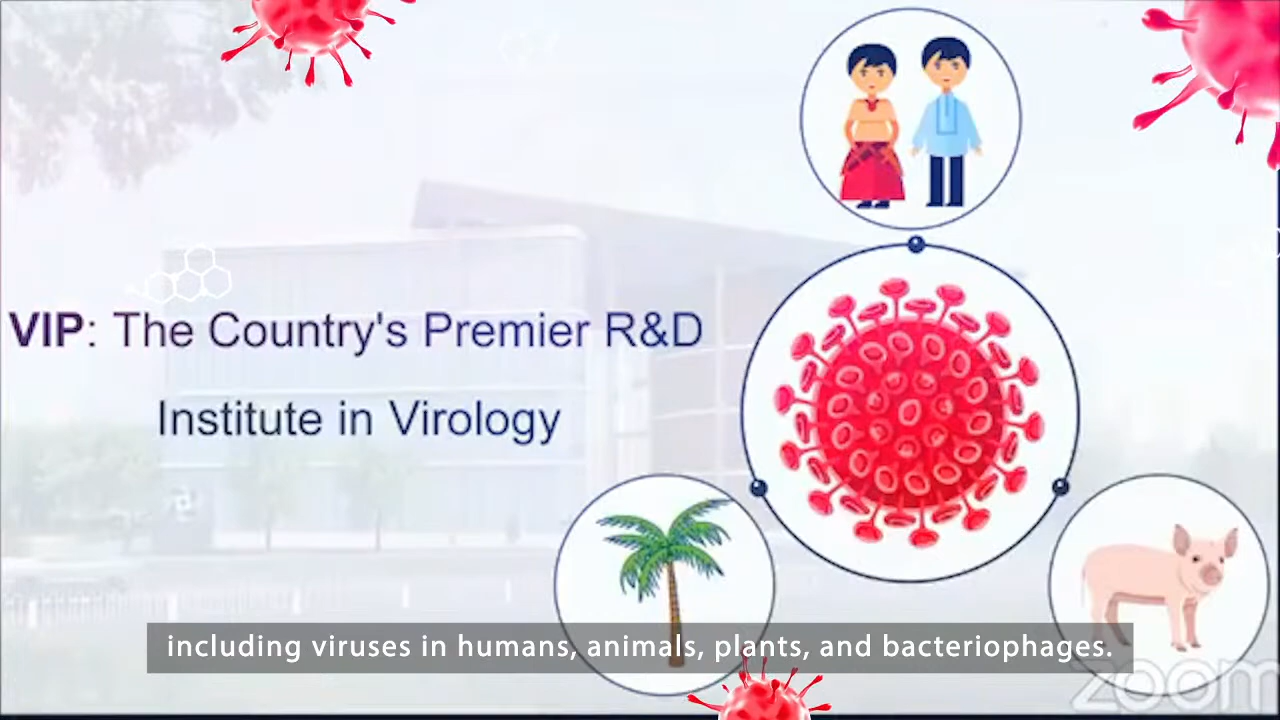 VIP: The Country's Premier R&D
Institute in Virology
including viruses in humans, animals, plants, and bacteriophages.
zoom